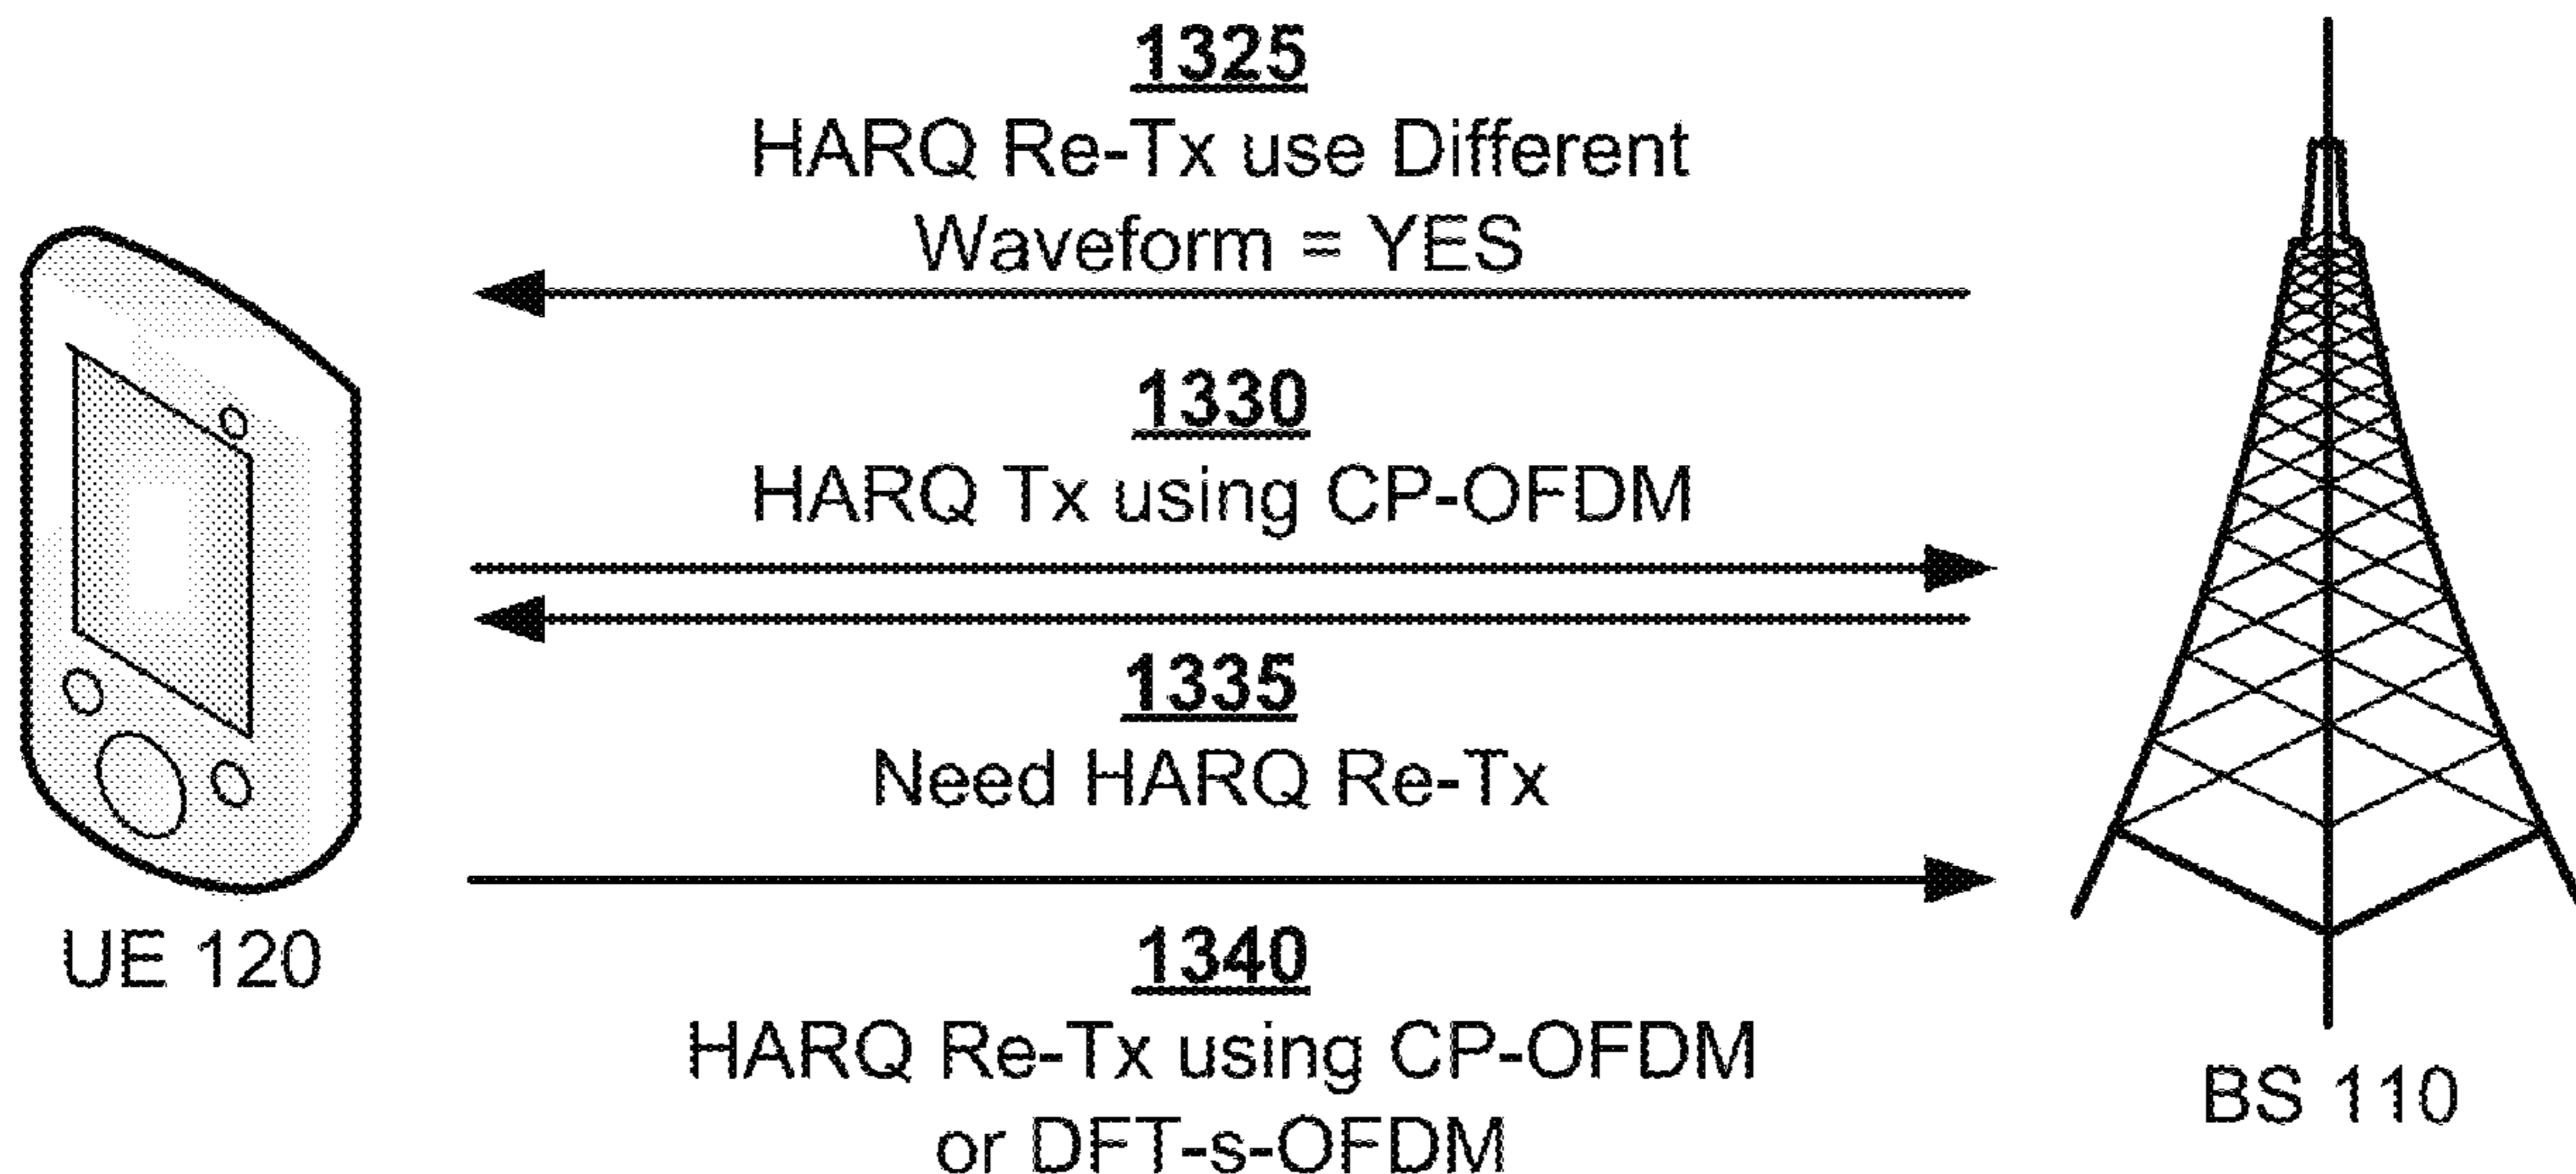 1325
HARQ Re-Tx use Different
Waveform = YES
1330
HARQ Tx using CP-OFDM
1335
Need HARQ Re-Tx
UE 120
1340
HARQ Re-Tx using CP-OFDM
or DFT-s-OFDM
BS 110